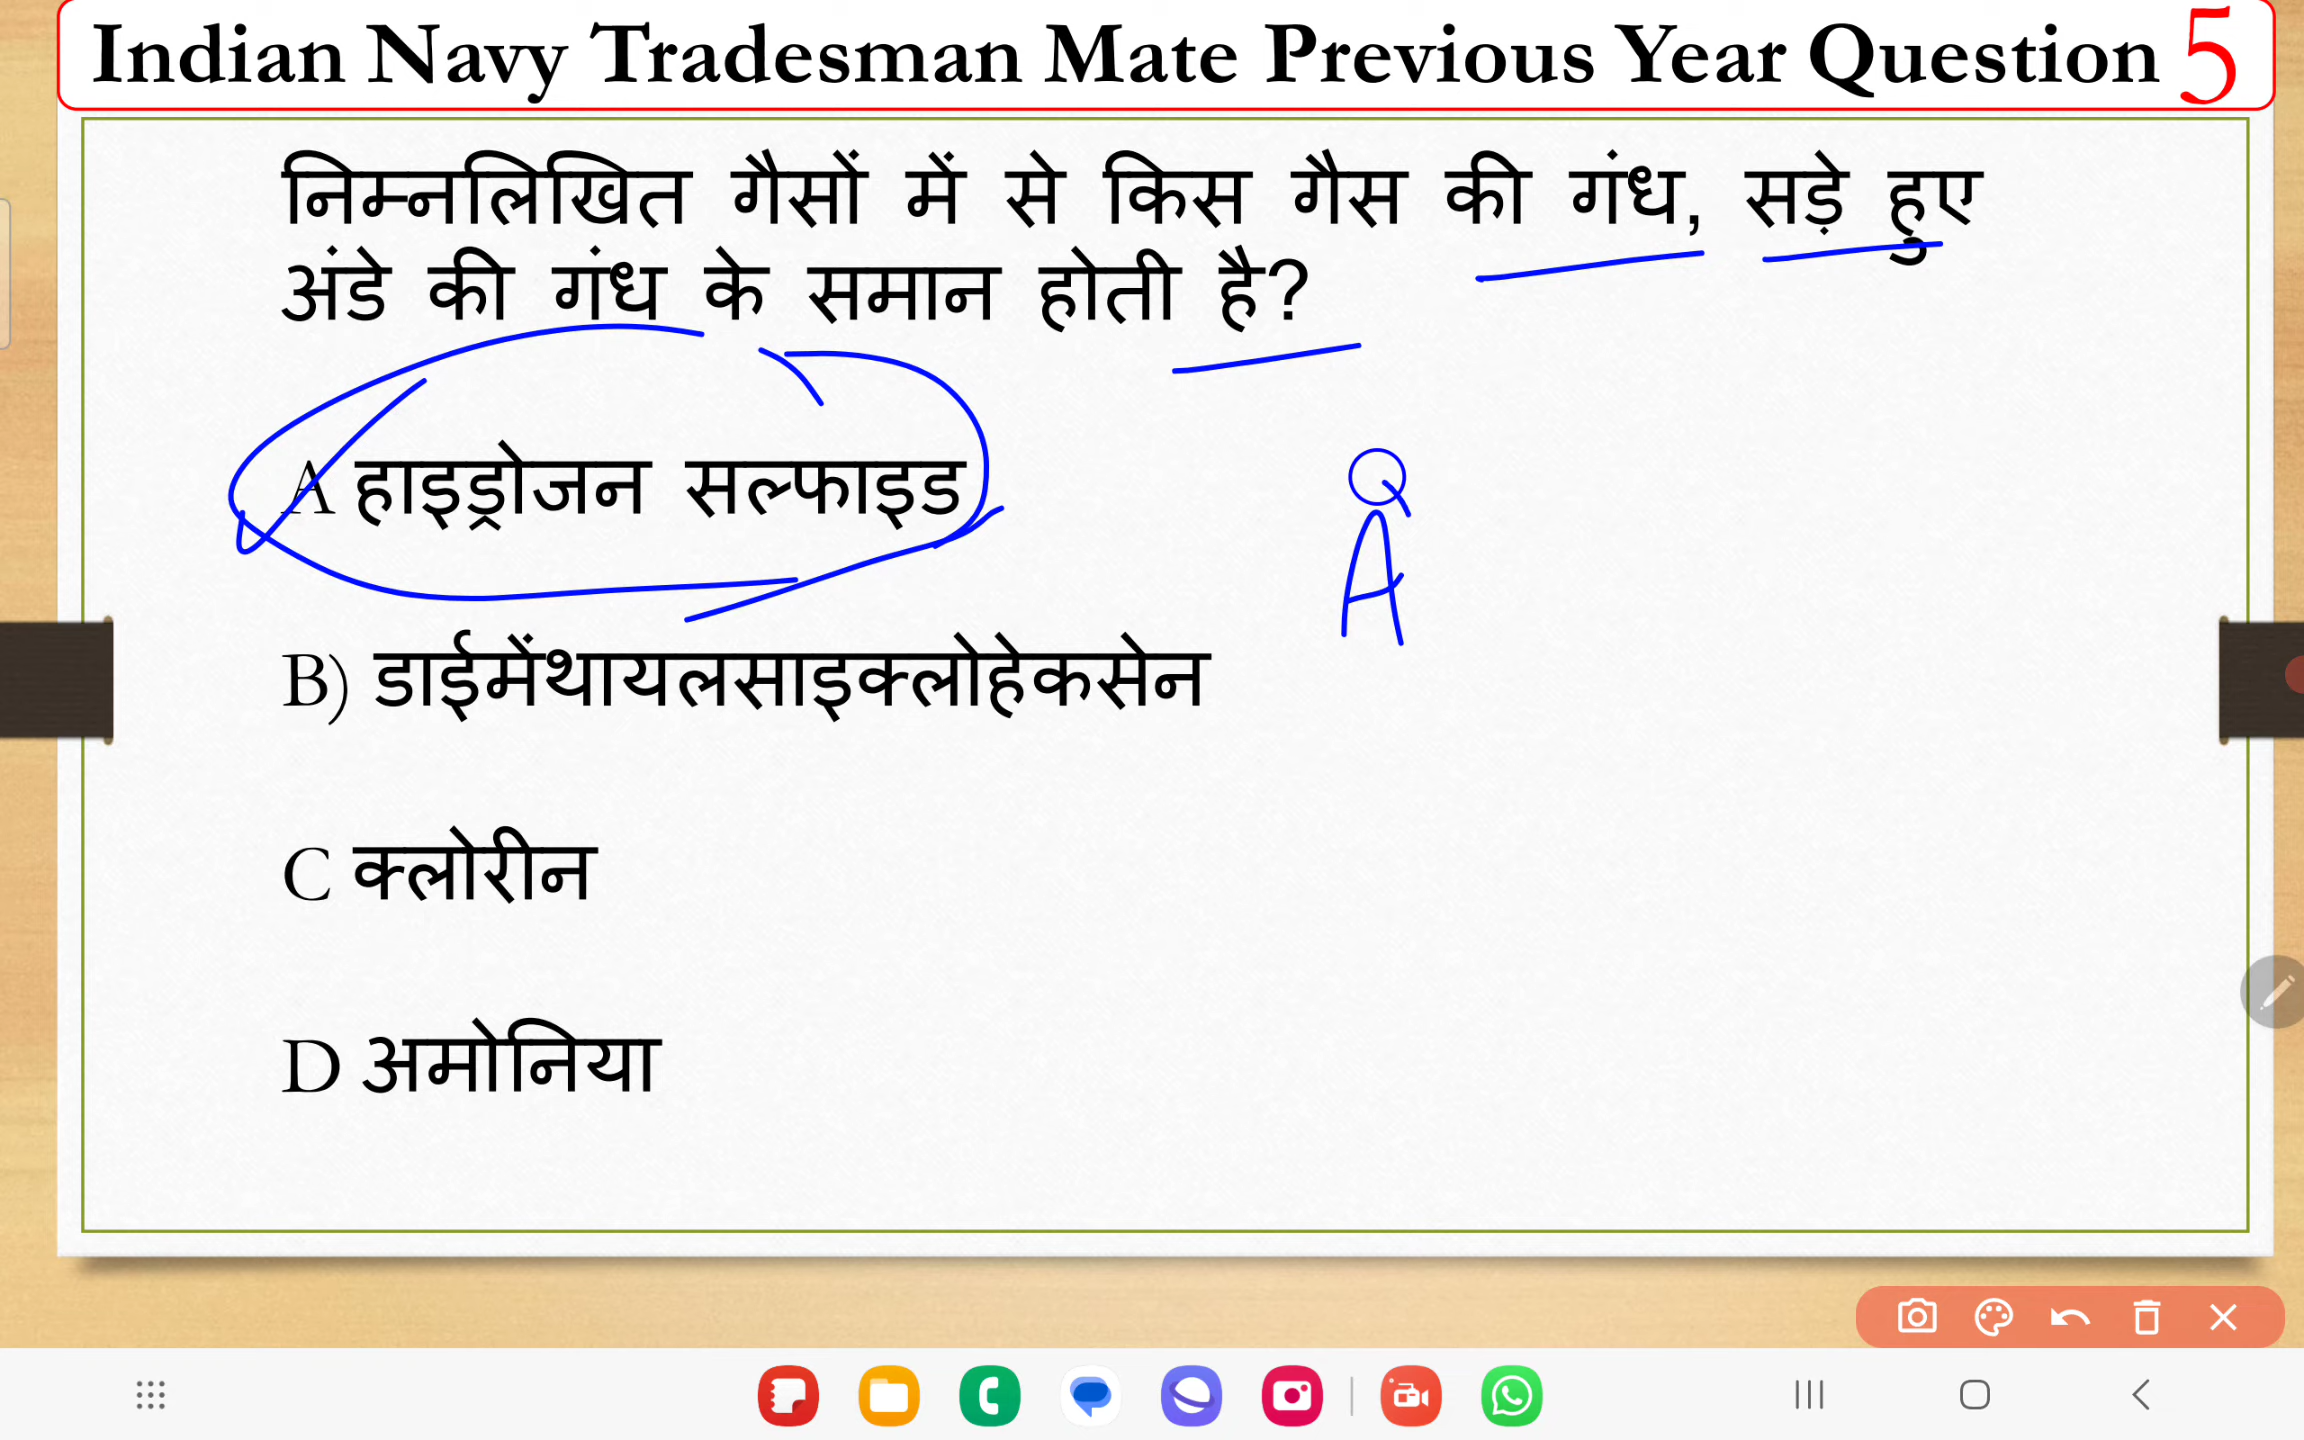 Indian Navy Tradesman Mate Previous Year Question 5
निम्नलिखित गैसों में से किस गैस की गंध, सड़े हुए
अंडे की गंध के समान होती है?
A हाइड्रोजन सल्फाइड
A
B) डाईमेंथायलसाइक्लोहेकसेन
C क्लोरीन
D अमोनिया